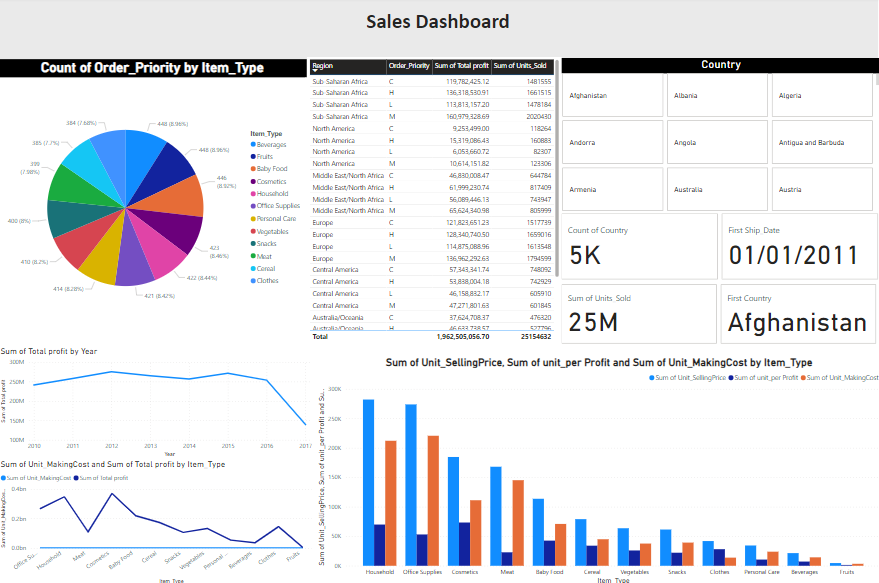 Sales Dashboard
Count of Order_Priority by Item_Type
384 (7.68%)
448 (8.96%)
385 (7.7%)
448 (8.96%)
399
(7.98%)
446
(8.92%)
400 (8%)
423
(8.46%)
410 (8.2%)
422 (8.44%)
414 (8.28%)
421 (8.42%)
Item_Type
Beverages
Fruits
Baby Food
Cosmetics
Household
Office Supplies
Personal Care
Vegetables
Snacks
Meat
Cereal
Clothes
Region Order_Priority Sum of Total profit Sum of Units_Sold
Sub-Saharan Africa C 119,782,425.12 1481555
Sub-Saharan Africa H 136,318,530.91 1661515
Sub-Saharan Africa L 113,813,157.20 1478184
Sub-Saharan Africa M 160,979,328.69 2020430
North America C 9,253,499.00 118264
North America H 15,319,086.43 160883
North America L 6,053,660.72 82307
North America M 10,614,151.82 123306
Middle East/North Africa C 46,830,008.47 644784
Middle East/North Africa H 61,999,230.74 817409
Middle East/North Africa L 56,089,446.13 743947
Middle East/North Africa M 65,624,340.98 805999
Europe C 121,823,651.23 1517739
Europe H 128,340,740.50 1659016
Europe L 114,875,088.96 1613548
Europe M 136,962,292.63 1794599
Central America C 57,343,341.74 748092
Central America H 53,838,004.18 742929
Central America L 46,158,832.17 605910
Central America M 47,271,801.63 601845
Australia/Oceania C 37,624,708.37 476320
Australia/Oceania H 46,633,738.57 527796
Total 1,962,505,056.70 25154632
Country
Afghanistan Albania Algeria
Andorra Angola Antigua and Barbuda
Armenia Australia Austria
Count of Country
5K
First Ship_Date
01/01/2011
Sum of Units_Sold
25M
First Country
Afghanistan
Sum of Total profit by Year
Sum of Total profit
300M
250M
200M
150M
100M
2010 2011 2012 2013 2014 2015 2016 2017
Year
Sum of Unit_MakingCost and Sum of Total profit by Item_Type
Sum of Unit_MakingCost Sum of Total profit
Sum of Unit_MakingCos...
0.4bn
0.2bn
0.0bn
Office Su... Household Meat Cosmetics Baby Food Cereal Snacks Vegetables Personal ... Beverages Clothes Fruits
Item_Type
Sum of Unit_SellingPrice, Sum of unit_per Profit and Sum of Unit_MakingCost by Item_Type
Sum of Unit_SellingPrice Sum of unit_per Profit Sum of Unit_MakingCost
Sum of Unit_SellingPrice, Sum of unit_per Profit and Su...
300K
250K
200K
150K
100K
50K
0K
Household Office Supplies Cosmetics Meat Baby Food Cereal Vegetables Snacks Clothes Personal Care Beverages Fruits
Item_Type